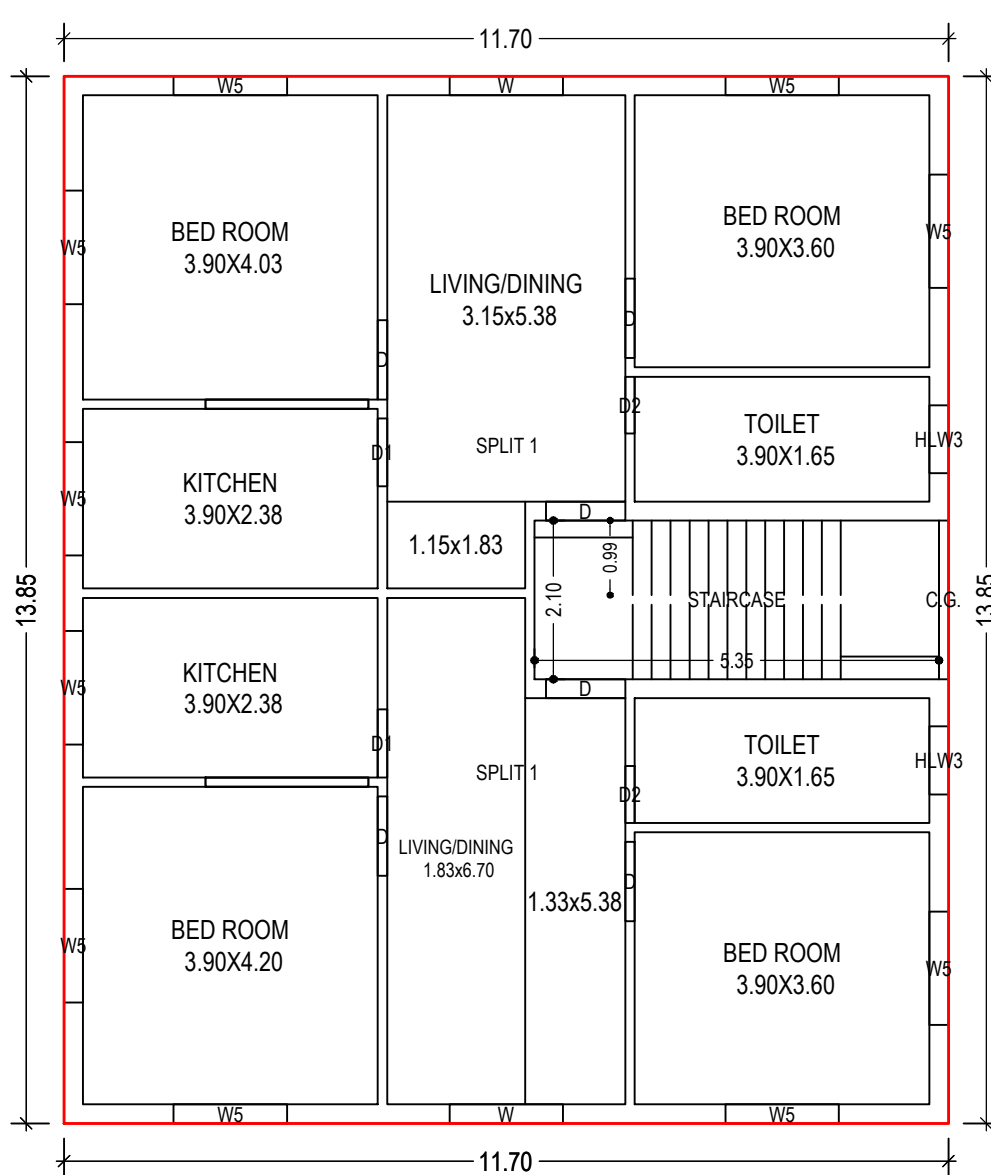 11.70
W5
W
W5
BED ROOM
3.90X4.03
LIVING/DINING
3.15x5.38
BED ROOM
3.90X3.60
W5
W5
D
D
D2
SPLIT 1
TOILET
3.90X1.65
HLW3
D1
KITCHEN
3.90X2.38
W5
1.15x1.83
D
0.99
2.10
STAIRCASE
C.G.
5.35
13.85
13.85
KITCHEN
3.90X2.38
W5
D1
D
SPLIT 1
TOILET
3.90X1.65
HLW3
D2
D
LIVING/DINING
1.83x6.70
D
1.33x5.38
BED ROOM
3.90X4.20
W5
BED ROOM
3.90X3.60
W5
W5
W
W5
11.70